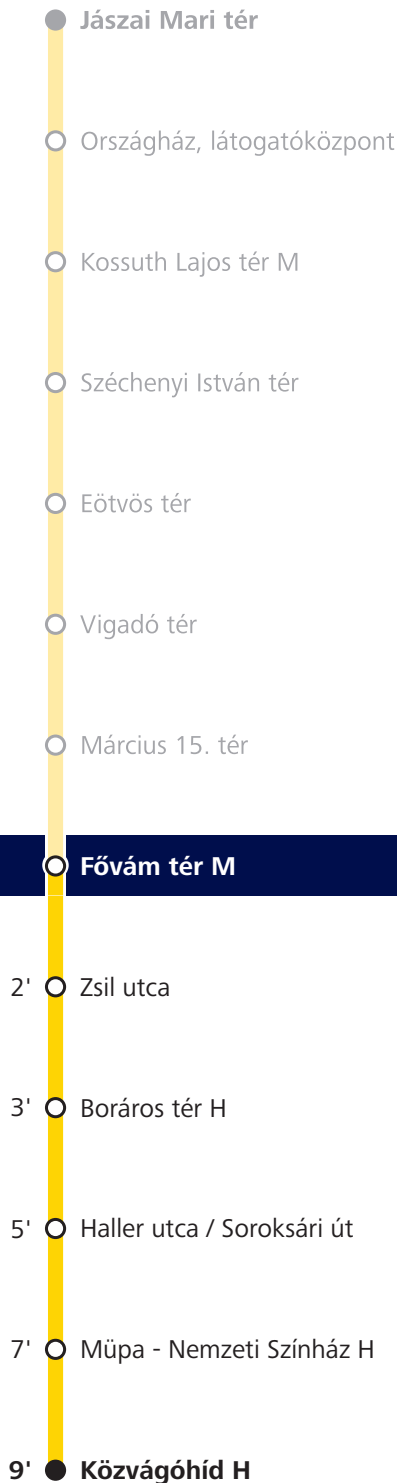 Jászai Mari tér
Országház, látogatóközpont
Kossuth Lajos tér M
Széchenyi István tér
Eötvös tér
Vigadó tér
Március 15. tér
Fővám tér M
2' Zsil utca
3' Boráros tér H
5' Haller utca / Soroksári út
7' Müpa - Nemzeti Színház H
9' Közvágóhíd H